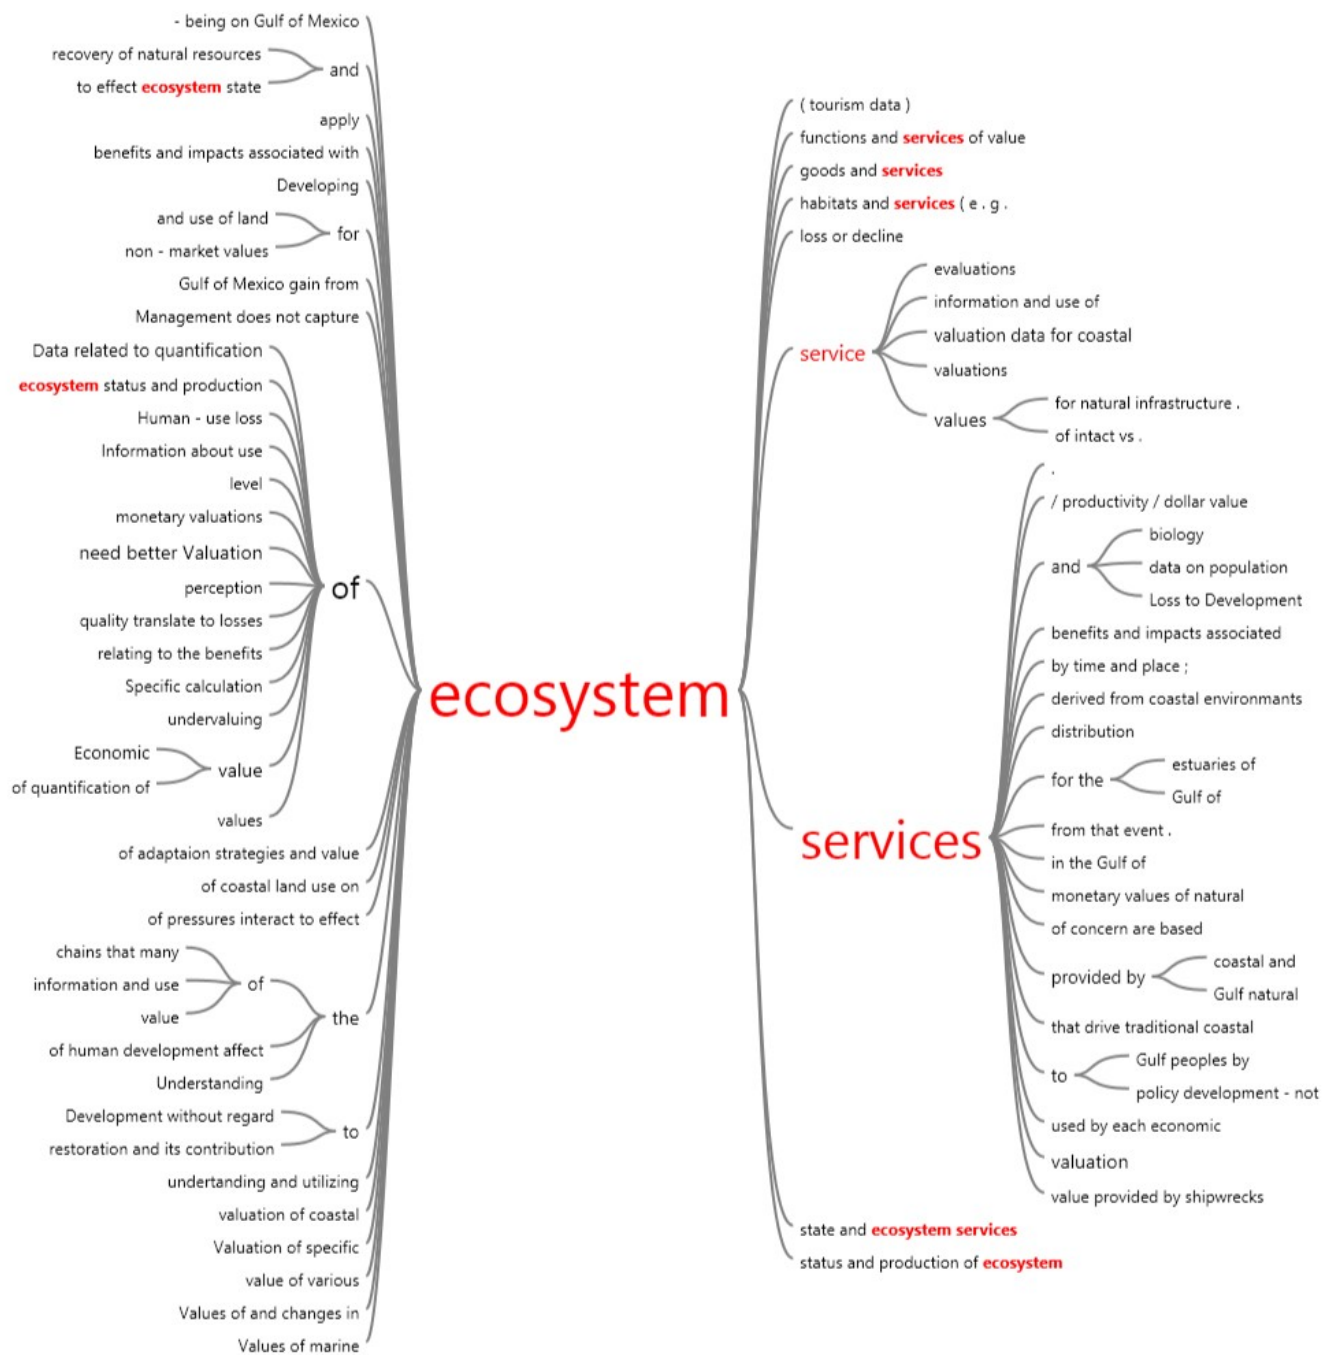 - being on Gulf of Mexico
recovery of natural resources
to effect ecosystem state
and
apply
benefits and impacts associated with
Developing
and use of land
non - market values
for
Gulf of Mexico gain from
Management does not capture
Data related to quantification
ecosystem status and production
Human - use loss
Information about use
level
monetary valuations
need better Valuation
perception
quality translate to losses
relating to the benefits
Specific calculation
undervaluing
Economic
of quantification of
value
values
of
of adaptaion strategies and value
of coastal land use on
of pressures interact to effect
chains that many
information and use
value
of
of human development affect
Understanding
the
Development without regard
restoration and its contribution
to
undertanding and utilizing
valuation of coastal
Valuation of specific
value of various
Values of and changes in
Values of marine
ecosystem
( tourism data )
functions and services of value
goods and services
habitats and services ( e . g .
loss or decline
service
evaluations
information and use of
valuation data for coastal
valuations
values
for natural infrastructure .
of intact vs .
services
.
/ productivity / dollar value
and
biology
data on population
Loss to Development
benefits and impacts associated
by time and place ;
derived from coastal environmants
distribution
for the
estuaries of
Gulf of
from that event .
in the Gulf of
monetary values of natural
of concern are based
provided by
coastal and
Gulf natural
that drive traditional coastal
to
Gulf peoples by
policy development - not
used by each economic
valuation
value provided by shipwrecks
state and ecosystem services
status and production of ecosystem